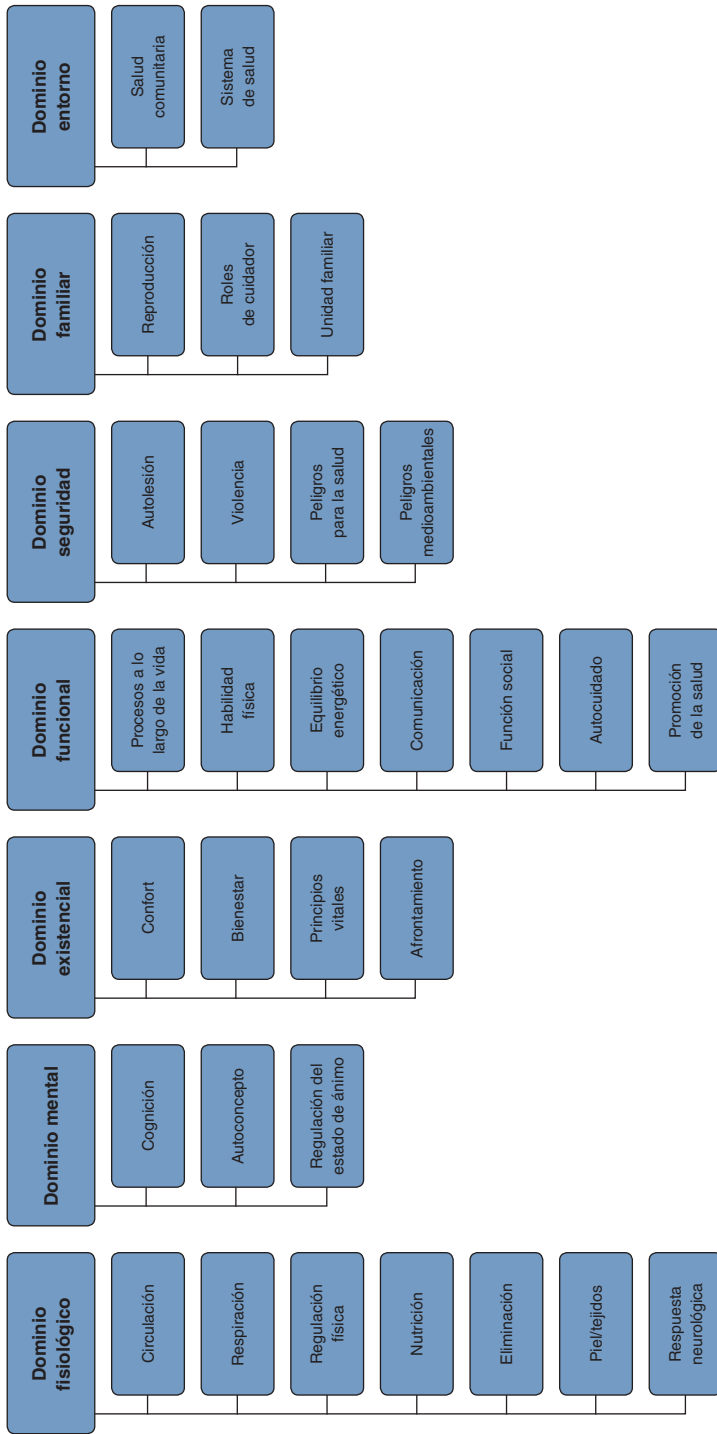 Dominio
fisiológico
Circulación
Respiración
Regulación
física
Nutrición
Eliminación
Piel/tejidos
Respuesta
neurológica
Dominio mental
Cognición
Autoconcepto
Regulación del
estado de ánimo
Dominio
existencial
Confort
Bienestar
Principios
vitales
Afrontamiento
Dominio
funcional
Procesos a lo
largo de la vida
Habilidad
física
Equilibrio
energético
Comunicación
Función social
Autocuidado
Promoción
de la salud
Dominio
seguridad
Autolesión
Violencia
Peligros
para la salud
Peligros
medioambientales
Dominio
familiar
Reproducción
Roles
de cuidador
Unidad familiar
Dominio
entorno
Salud
comunitaria
Sistema
de salud